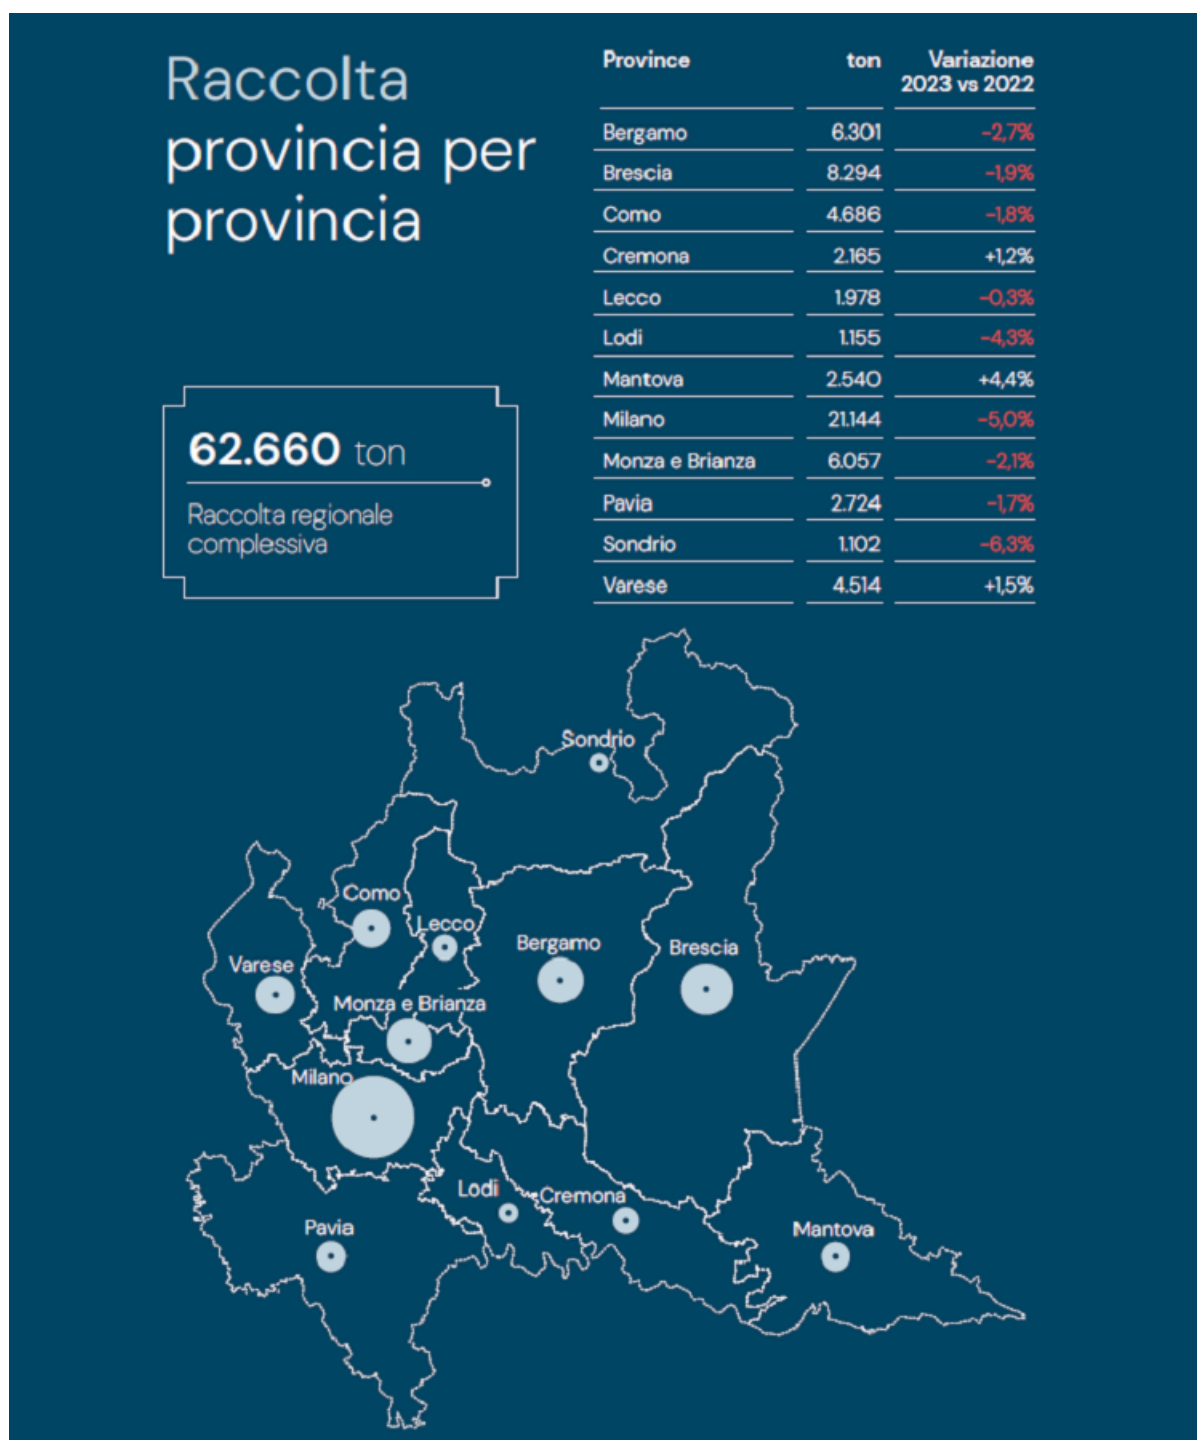 Raccolta
provincia per
provincia
62.660 ton
Raccolta regionale
complessiva
Province ton Variazione
2023 vs 2022
Bergamo 6.301 -2,7%
Brescia 8.294 -1,9%
Como 4.686 -1,8%
Cremona 2.165 +1,2%
Lecco 1.978 -0,3%
Lodi 1.155 -4,3%
Mantova 2.540 +4,4%
Milano 21.144 -5,0%
Monza e Brianza 6.057 -2,1%
Pavia 2.724 -1,7%
Sondrio 1.102 -6,3%
Varese 4.514 +1,5%
Sondrio
Como
Lecco
Bergamo
Brescia
Varese
Monza e Brianza
Milano
Lodi
Cremona
Pavia
Mantova